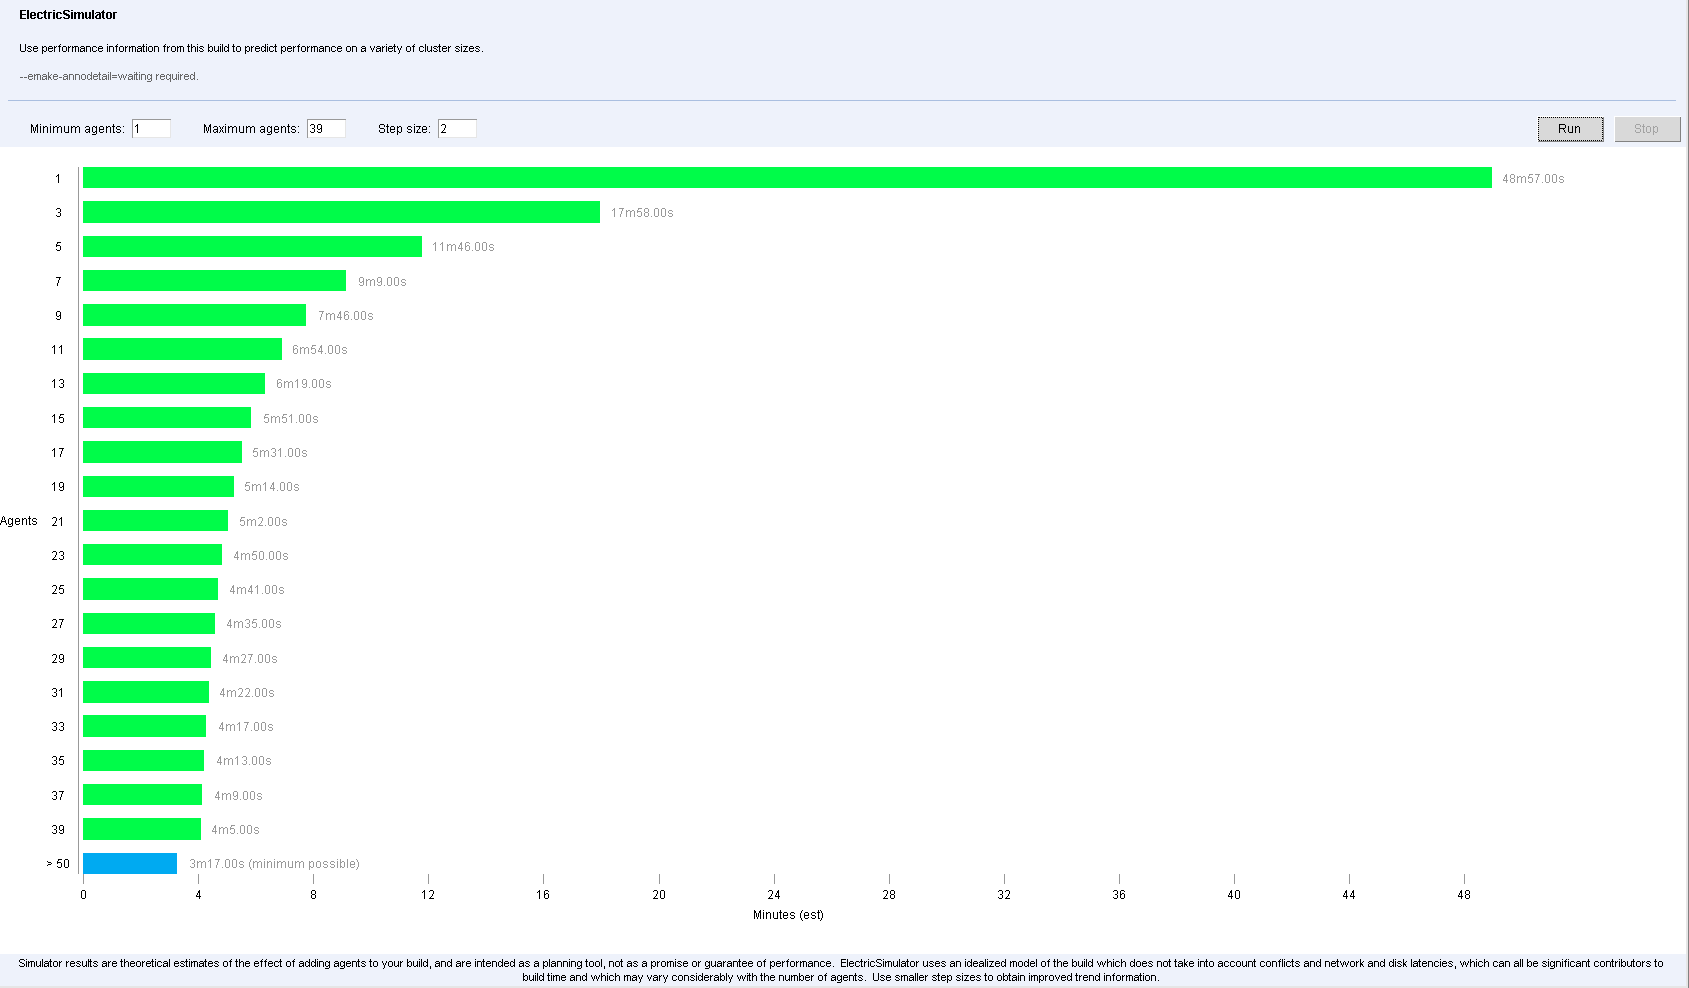 ElectricSimulator
Use performance information from this build to predict performance on a variety of cluster sizes.
--emake-annodetail=waiting required.
Minimum agents: 1 Maximum agents: 39 Step size: 2 Run Stop
1 48m57.00s
3 17m58.00s
5 11m46.00s
7 9m9.00s
9 7m46.00s
11 6m54.00s
13 6m19.00s
15 5m51.00s
17 5m31.00s
19 5m14.00s
Agents 21 5m2.00s
23 4m50.00s
25 4m41.00s
27 4m35.00s
29 4m27.00s
31 4m22.00s
33 4m17.00s
35 4m13.00s
37 4m9.00s
39 4m5.00s
> 50 3m17.00s (minimum possible)
0 4 8 12 16 20 24 28 32 36 40 44 48
Minutes (est)
Simulator results are theoretical estimates of the effect of adding agents to your build, and are intended as a planning tool, not as a promise or guarantee of performance. ElectricSimulator uses an idealized model of the build which does not take into account conflicts and network and disk latencies, which can all be significant contributors to
build time and which may vary considerably with the number of agents. Use smaller step sizes to obtain improved trend information.